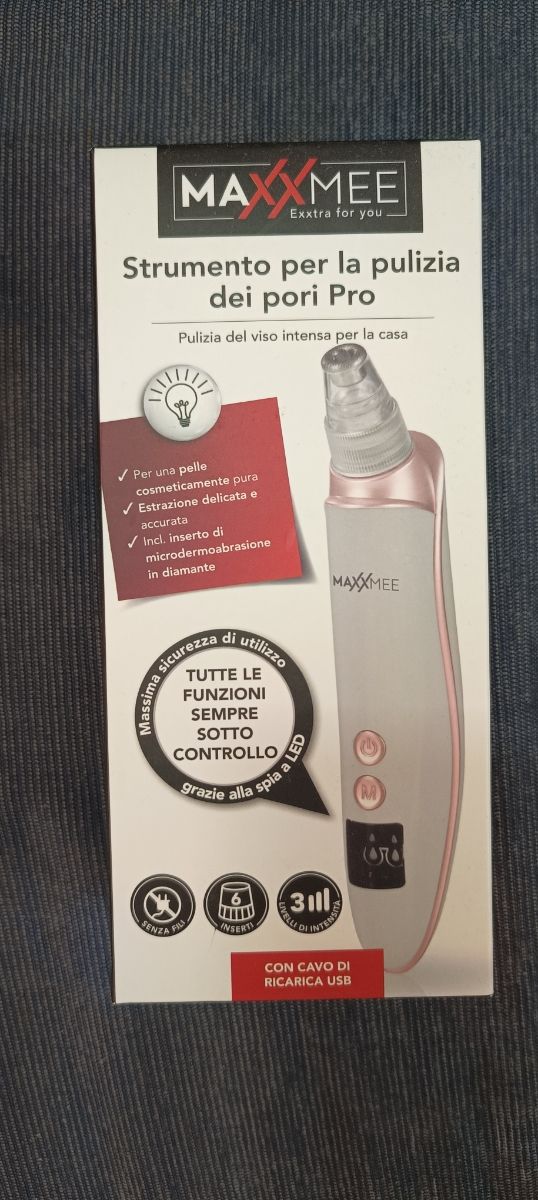 MAXXMEE
Exxtra for you
Strumento per la pulizia
dei pori Pro
Pulizia del viso intensa per la casa
✓ Per una pelle
cosmeticamente pura
✓ Estrazione delicata e
accurata
✓ Incl. inserto di
microdermoabrasione
in diamante
MAXXMEE
Massima sicurezza di utilizzo
TUTTE LE
FUNZIONI
SEMPRE
SOTTO
CONTROLLO
grazie alla spia a LED
M
SENZA FILI
6
INSERTI
3
LIVELLI DI INTENSITÀ
CON CAVO DI
RICARICA USB